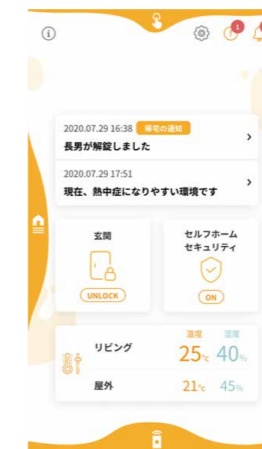 1
2020.07.29 16:38 帰宅の通知
長男が解錠しました
2020.07.29 17:51
現在、熱中症になりやすい環境です
玄関
UNLOCK
セルフホーム
セキュリティ
ON
温度 湿度
リビング 25℃ 40%
屋外 21℃ 45%